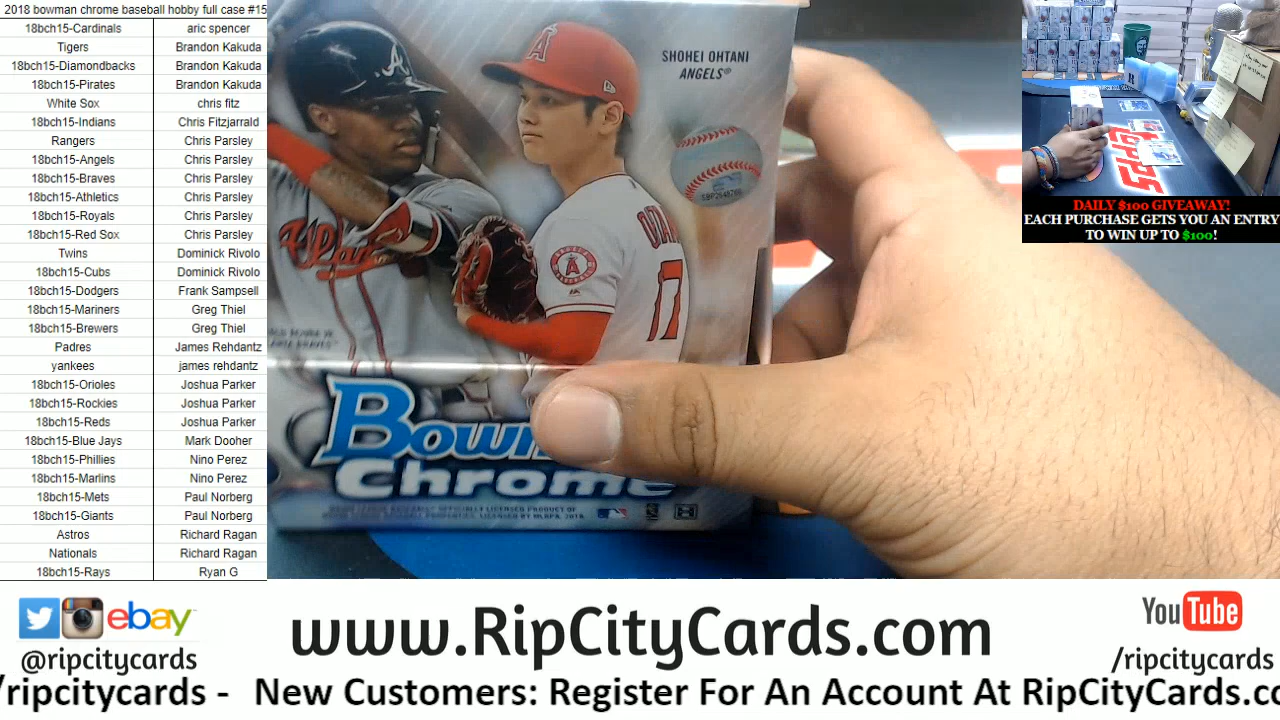 2018 bowman chrome baseball hobby full case #15
18bch15-Cardinals aric spencer
Tigers Brandon Kakuda
18bch15-Diamondbacks Brandon Kakuda
18bch15-Pirates Brandon Kakuda
White Sox chris fitz
18bch15-Indians Chris Fitzjarrald
Rangers Chris Parsley
18bch15-Angels Chris Parsley
18bch15-Braves Chris Parsley
18bch15-Athletics Chris Parsley
18bch15-Royals Chris Parsley
18bch15-Red Sox Chris Parsley
Twins Dominick Rivolo
18bch15-Cubs Dominick Rivolo
18bch15-Dodgers Frank Sampsell
18bch15-Mariners Greg Thiel
18bch15-Brewers Greg Thiel
Padres James Rehdantz
yankees james rehdantz
18bch15-Orioles Joshua Parker
18bch15-Rockies Joshua Parker
18bch15-Reds Joshua Parker
18bch15-Blue Jays Mark Dooher
18bch15-Phillies Nino Perez
18bch15-Marlins Nino Perez
18bch15-Mets Paul Norberg
18bch15-Giants Paul Norberg
Astros Richard Ragan
Nationals Richard Ragan
18bch15-Rays Ryan G
SHOHEI OHTANI
ANGELS®
A
A
17
Bow
Chrome
DAILY $100 GIVEAWAY!
EACH PURCHASE GETS YOU AN ENTRY
TO WIN UP TO $100!
ebay
@ripcitycards
www.RipCityCards.com
YouTube
/ripcitycards
/ripcitycards - New Customers: Register For An Account At RipCityCards.co